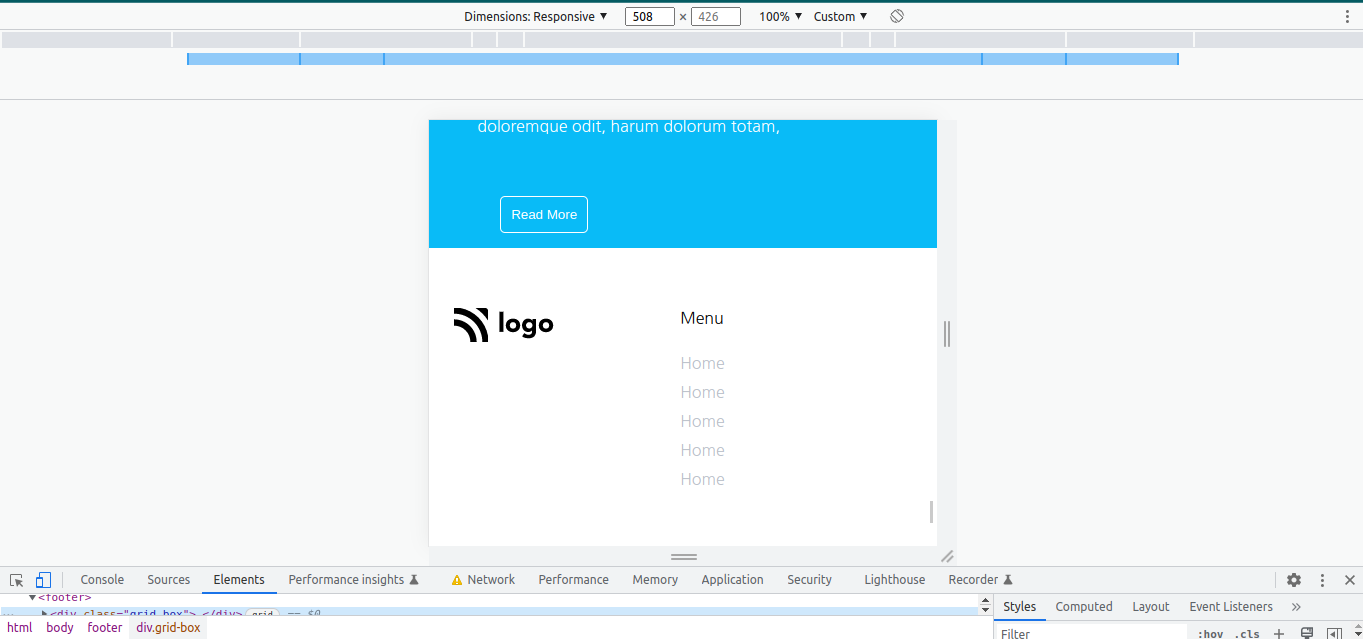 Dimensions: Responsive ▼ 508 × 426 100% ▼ Custom ▼
doloremque odit, harum dolorum totam,
Read More
logo
Menu
Home
Home
Home
Home
Home
Console Sources Elements Performance insights Network Performance Memory Application Security Lighthouse Recorder
▼<footer>
... ▶<div class="grid-box"> </div> grid == $0
html body footer div.grid-box
Styles Computed Layout Event Listeners »
Filter :hov .cls +